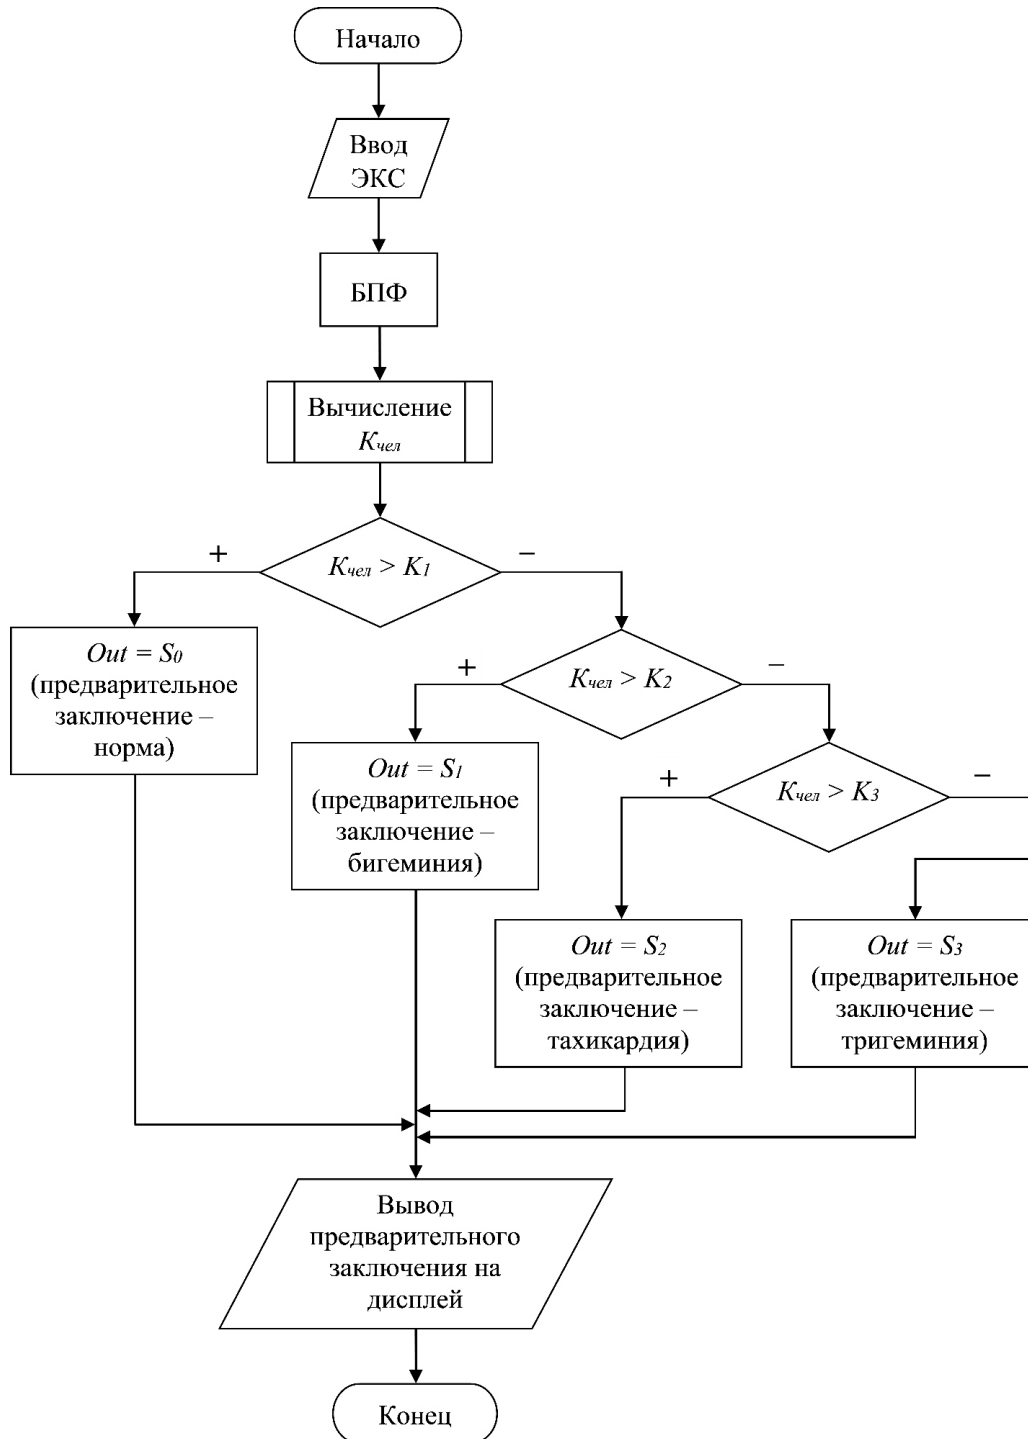 Начало
Ввод
ЭКС
БПФ
Вычисление
Kчел
+
−
Kчел > K1
Out = S0
(предварительное
заключение –
норма)
+
−
Kчел > K2
Out = S1
(предварительное
заключение –
бигеминия)
+
−
Kчел > K3
Out = S2
(предварительное
заключение –
тахикардия)
Out = S3
(предварительное
заключение –
тригеминия)
Вывод
предварительного
заключения на
дисплей
Конец